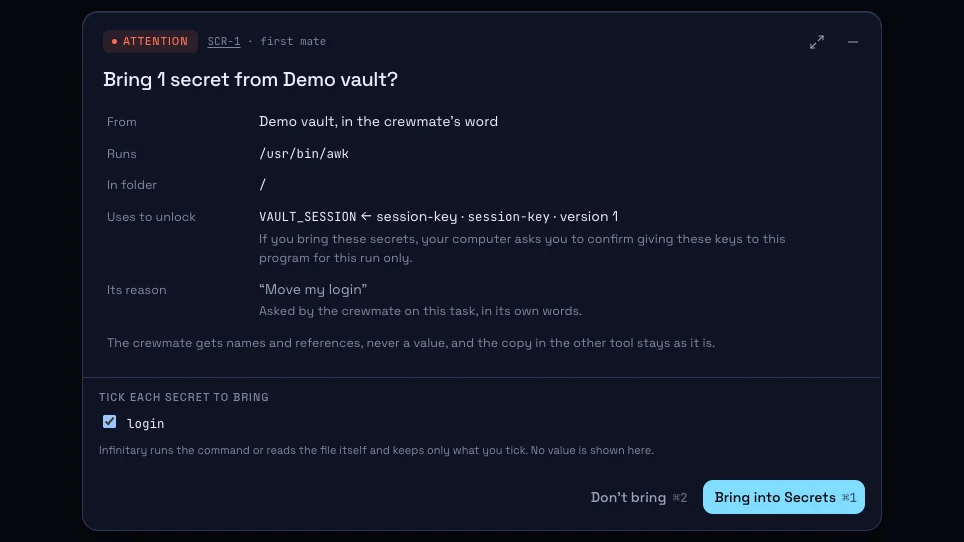 ATTENTION SCR-1 · first mate
Bring 1 secret from Demo vault?
From Demo vault, in the crewmate's word
Runs /usr/bin/awk
In folder /
Uses to unlock VAULT_SESSION ← session-key · session-key · version 1
If you bring these secrets, your computer asks you to confirm giving these keys to this
program for this run only.
Its reason “Move my login”
Asked by the crewmate on this task, in its own words.
The crewmate gets names and references, never a value, and the copy in the other tool stays as it is.
TICK EACH SECRET TO BRING
login
Infinitary runs the command or reads the file itself and keeps only what you tick. No value is shown here.
Don't bring ⌘2 Bring into Secrets ⌘1